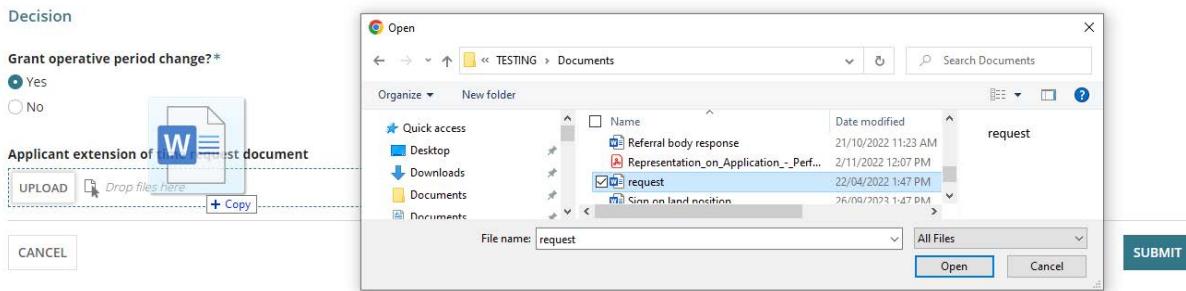 Decision
Grant operative period change?*
Yes
No
Applicant extension of time request document
UPLOAD Drop files here
+ Copy
CANCEL
Open
« TESTING › Documents
Search Documents
Organize
New folder
Quick access
Desktop
Downloads
Documents
Documents
Name Date modified
Referral body response 21/10/2022 11:23 AM
Representation_on_Application_-_Perf... 2/11/2022 12:07 PM
request 22/04/2022 1:47 PM
Sign on land position 26/09/2023 1:47 PM
request
File name: request
All Files
Open Cancel
SUBMIT